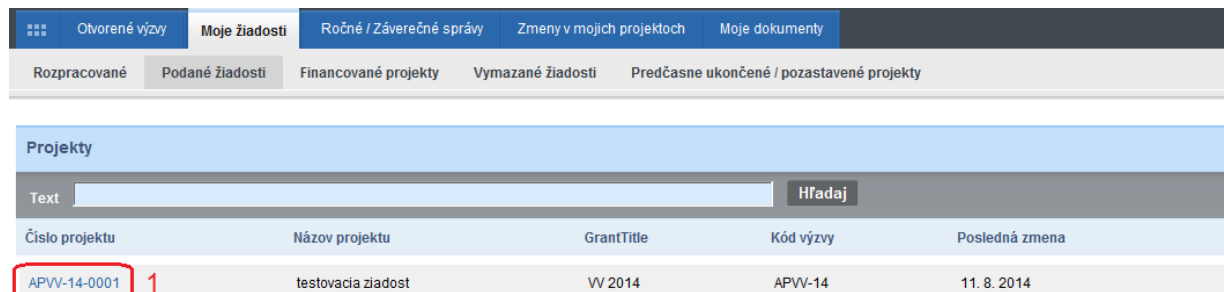 Otvorené výzvy Moje žiadosti Ročné / Záverečné správy Zmeny v mojich projektoch Moje dokumenty
Rozpracované Podané žiadosti Financované projekty Vymazané žiadosti Predčasne ukončené / pozastavené projekty
Projekty
Text Hľadaj
Číslo projektu Názov projektu GrantTitle Kód výzvy Posledná zmena
APVV-14-0001 1 testovacia ziadost VV 2014 APVV-14 11. 8. 2014